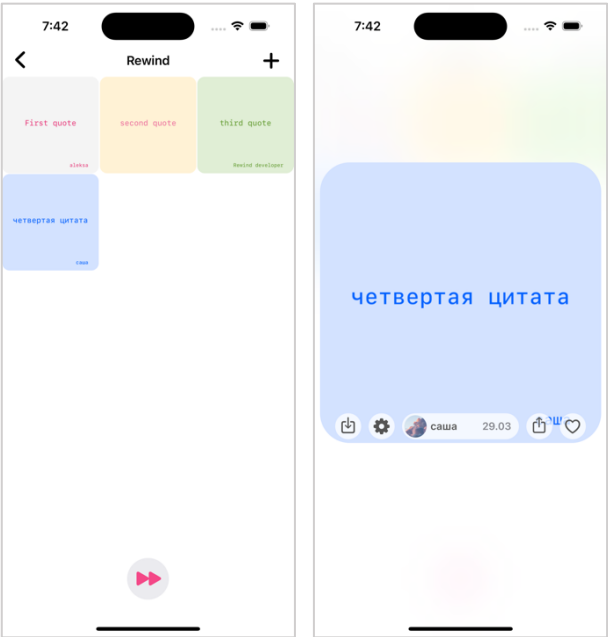 7:42
Rewind
First quote
aleksa
second quote
third quote
Rewind developer
четвертая цитата
саша
7:42
четвертая цитата
саша
29.03